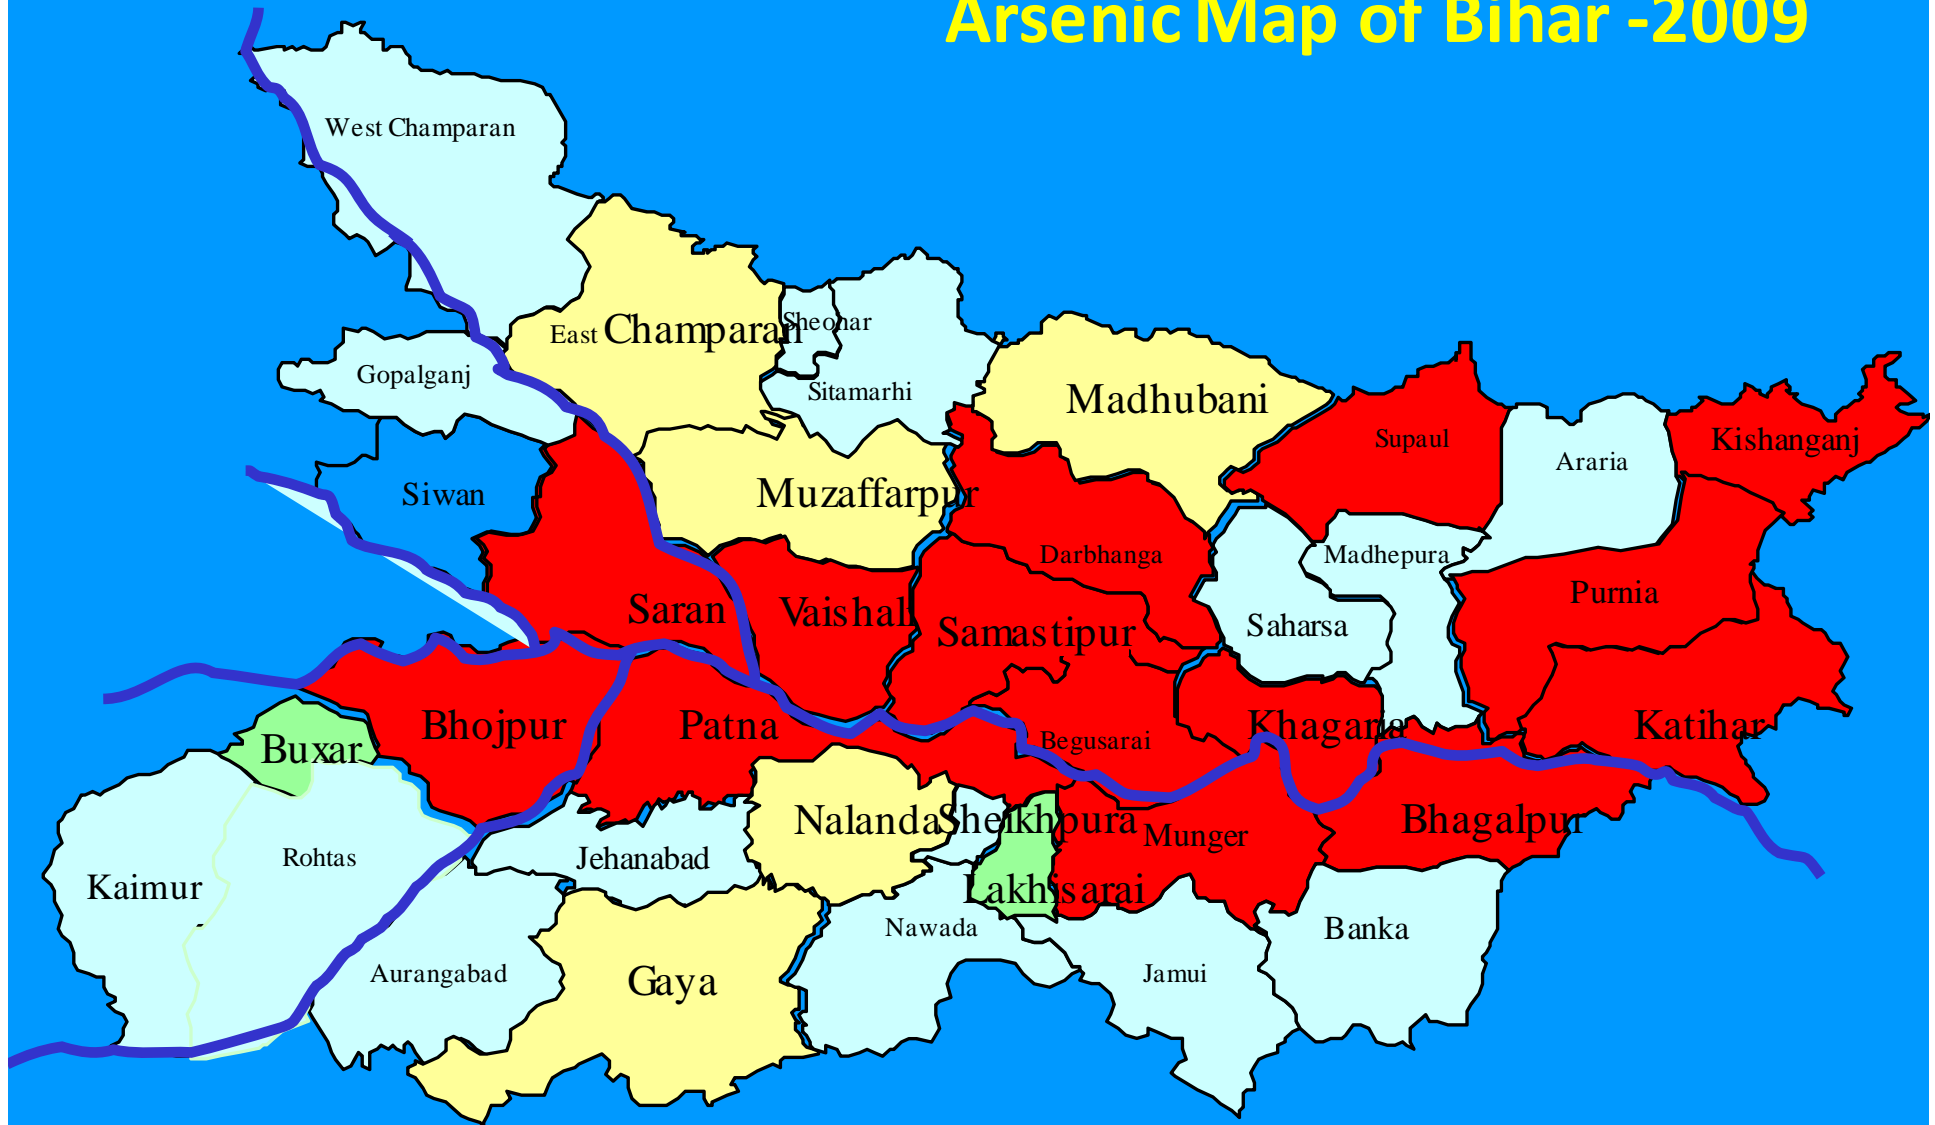 Arsenic Map of Bihar -2009
West Champaran
East Champaran
Sheohar
Gopalganj
Sitamarhi
Madhubani
Supaul
Kishanganj
Araria
Siwan
Muzaffarpur
Darbhanga
Madhepura
Purnia
Saran
Vaishali
Samastipur
Saharsa
Bhojpur
Patna
Khagaria
Katihar
Buxar
Begusarai
Nalanda
Sheikhpura
Munger
Bhagalpur
Rohtas
Jehanabad
Kaimur
Lakhisarai
Nawada
Banka
Aurangabad
Gaya
Jamui